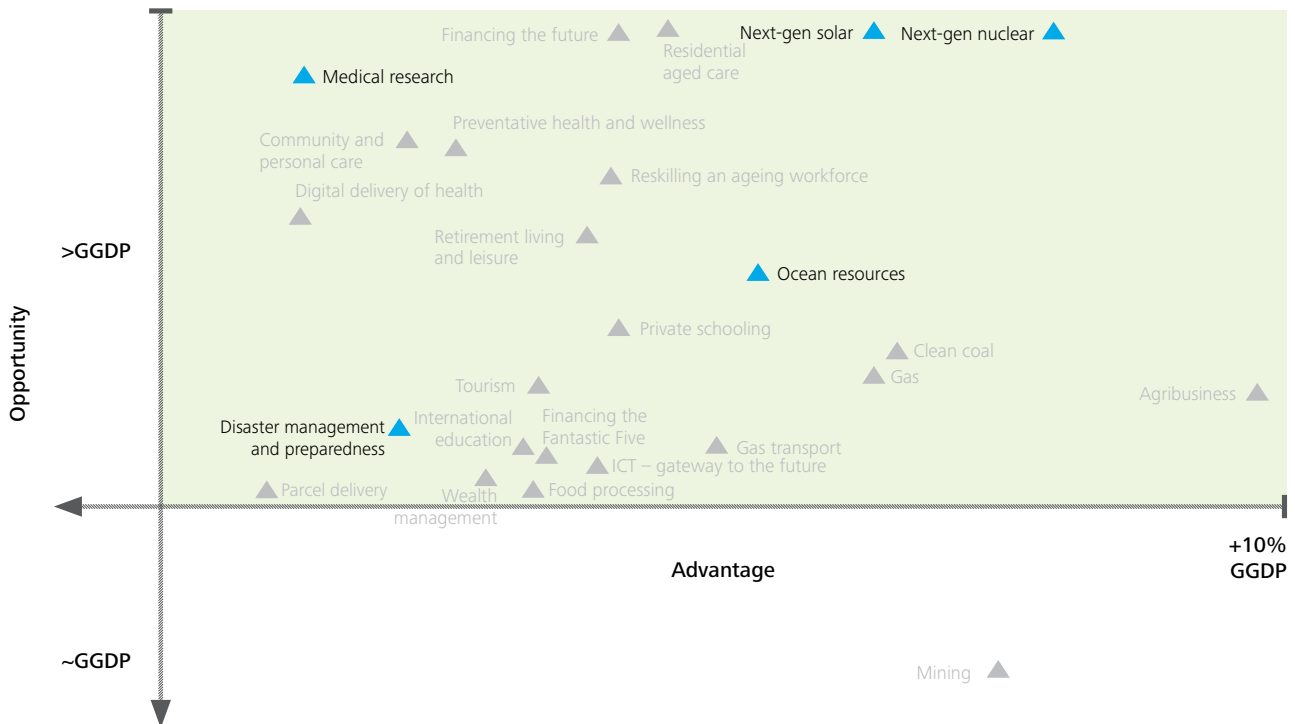 Financing the future
Residential
aged care
Next-gen solar
Next-gen nuclear
Medical research
Preventative health and wellness
Community and
personal care
Reskilling an ageing workforce
Digital delivery of health
>GGDP
Retirement living
and leisure
Ocean resources
Opportunity
Private schooling
Clean coal
Gas
Tourism
Agribusiness
Disaster management
and preparedness
International
education
Financing the
Fantastic Five
Gas transport
ICT – gateway to the future
Parcel delivery
Wealth
management
Food processing
Advantage
+10%
GGDP
~GGDP
Mining